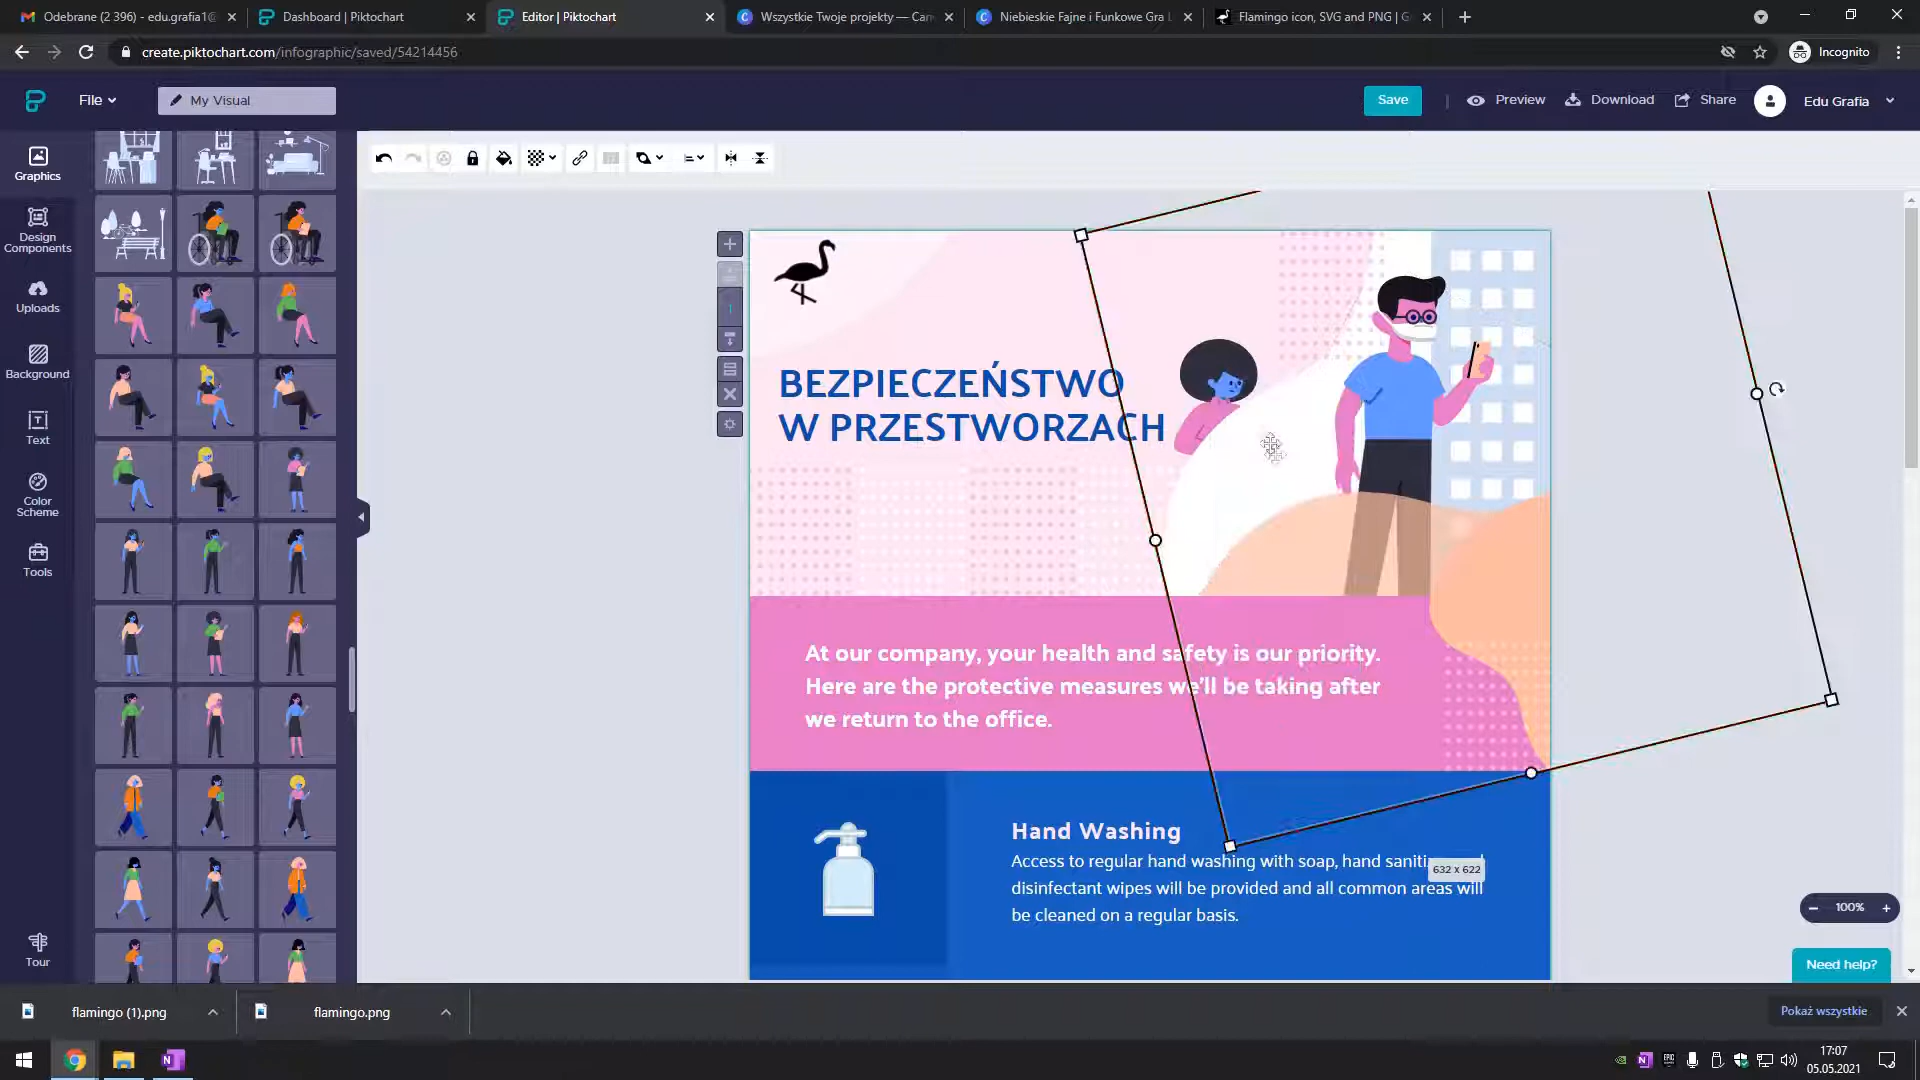 Odebrane (2 396) - edu.grafia1@
Dashboard | Piktochart
Editor | Piktochart
Wszystkie Twoje projekty — Can
Niebieskie Fajne i Funkowe Gra
Flamingo icon, SVG and PNG | G
create.piktochart.com/infographic/saved/54214456
Incognito
File
My Visual
Save
Preview
Download
Share
Edu Grafia
Graphics
Design
Components
Uploads
Background
Text
Color
Scheme
Tools
Tour
1
BEZPIECZEŃSTWO
W PRZESTWORZACH
At our company, your health and safety is our priority.
Here are the protective measures we'll be taking after
we return to the office.
Hand Washing
Access to regular hand washing with soap, hand saniti
disinfectant wipes will be provided and all common areas will
be cleaned on a regular basis.
632 x 622
100%
Need help?
flamingo (1).png
flamingo.png
Pokaż wszystkie
17:07
05.05.2021